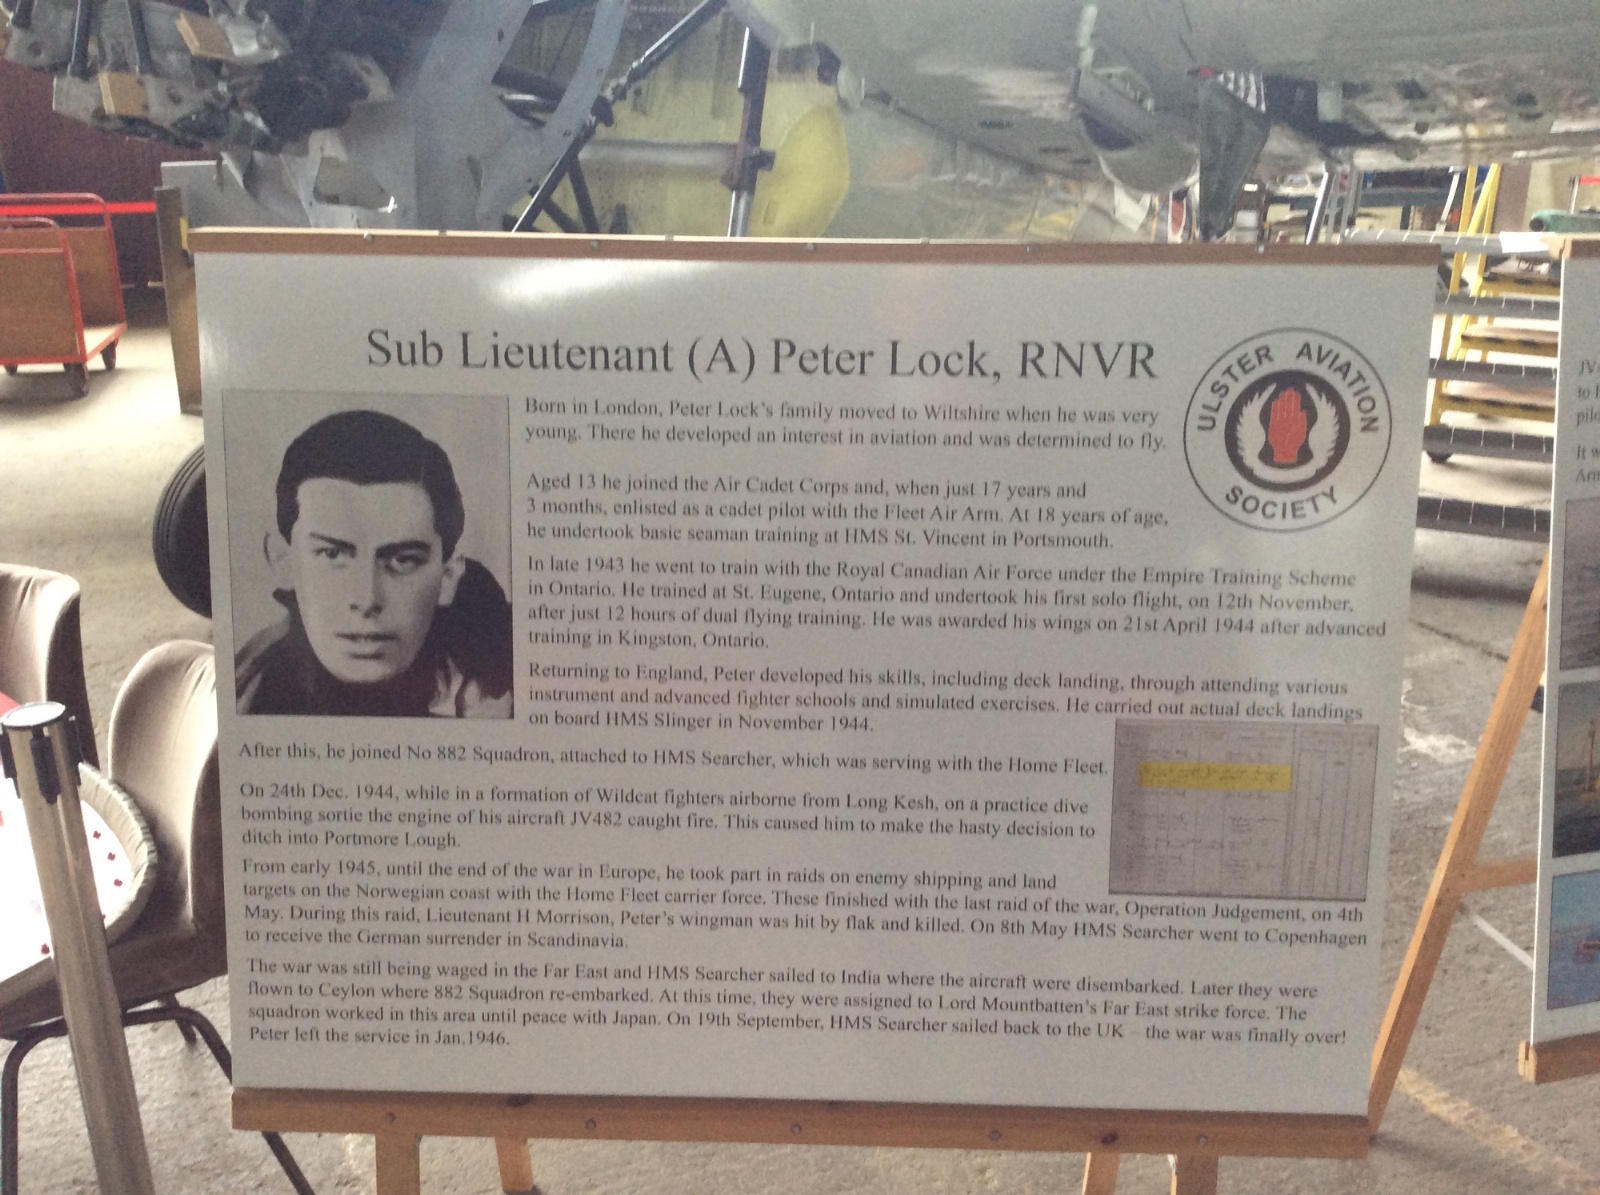 Sub Lieutenant (A) Peter Lock, RNVR
ULSTER AVIATION
SOCIETY
Born in London, Peter Lock's family moved to Wiltshire when he was very
young. There he developed an interest in aviation and was determined to fly.
Aged 13 he joined the Air Cadet Corps and, when just 17 years and
3 months, enlisted as a cadet pilot with the Fleet Air Arm. At 18 years of age,
he undertook basic seaman training at HMS St. Vincent in Portsmouth.
In late 1943 he went to train with the Royal Canadian Air Force under the Empire Training Scheme
in Ontario. He trained at St. Eugene, Ontario and undertook his first solo flight, on 12th November,
after just 12 hours of dual flying training. He was awarded his wings on 21st April 1944 after advanced
training in Kingston, Ontario.
Returning to England, Peter developed his skills, including deck landing, through attending various
instrument and advanced fighter schools and simulated exercises. He carried out actual deck landings
on board HMS Slinger in November 1944.
After this, he joined No 882 Squadron, attached to HMS Searcher, which was serving with the Home Fleet.
On 24th Dec. 1944, while in a formation of Wildcat fighters airborne from Long Kesh, on a practice dive
bombing sortie the engine of his aircraft JV482 caught fire. This caused him to make the hasty decision to
ditch into Portmore Lough.
From early 1945, until the end of the war in Europe, he took part in raids on enemy shipping and land
targets on the Norwegian coast with the Home Fleet carrier force. These finished with the last raid of the war, Operation Judgement, on 4th
May. During this raid, Lieutenant H Morrison, Peter's wingman was hit by flak and killed. On 8th May HMS Searcher went to Copenhagen
to receive the German surrender in Scandinavia.
The war was still being waged in the Far East and HMS Searcher sailed to India where the aircraft were disembarked. Later they were
flown to Ceylon where 882 Squadron re-embarked. At this time, they were assigned to Lord Mountbatten's Far East strike force. The
squadron worked in this area until peace with Japan. On 19th September, HMS Searcher sailed back to the UK – the war was finally over!
Peter left the service in Jan.1946.